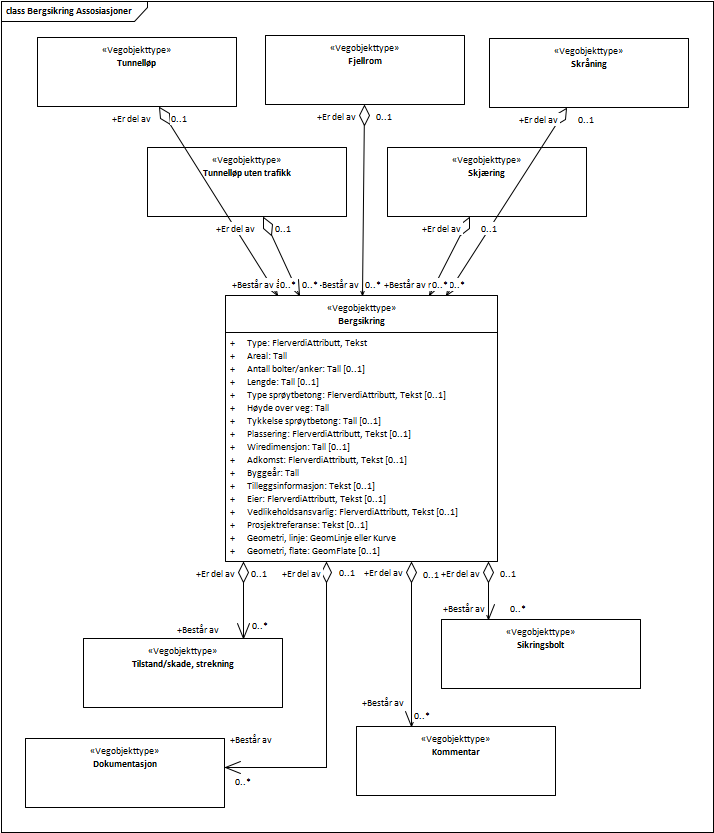 class Bergsikring Assosiasjoner
«Vegobjekttype»
Tunnelløp
«Vegobjekttype»
Fjellrom
«Vegobjekttype»
Skråning
+Er del av
0..1
+Er del av
0..1
+Er del av
0..1
«Vegobjekttype»
Tunnelløp uten trafikk
«Vegobjekttype»
Skjæring
+Er del av
0..1
+Er del av
0..1
+Består av
0..*
0..*
+Består av
0..*
+Består av
0..*
0..*
«Vegobjekttype»
Bergsikring
+ Type: FlerverdiAttributt, Tekst
+ Areal: Tall
+ Antall bolter/anker: Tall [0..1]
+ Lengde: Tall [0..1]
+ Type sprøytbetong: FlerverdiAttributt, Tekst [0..1]
+ Høyde over veg: Tall
+ Tykkelse sprøytbetong: Tall [0..1]
+ Plassering: FlerverdiAttributt, Tekst [0..1]
+ Wiredimensjon: Tall [0..1]
+ Adkomst: FlerverdiAttributt, Tekst [0..1]
+ Byggeår: Tall
+ Tilleggsinformasjon: Tekst [0..1]
+ Eier: FlerverdiAttributt, Tekst [0..1]
+ Vedlikeholdsansvarlig: FlerverdiAttributt, Tekst [0..1]
+ Prosjektreferanse: Tekst [0..1]
+ Geometri, linje: GeomLinje eller Kurve
+ Geometri, flate: GeomFlate [0..1]
+Er del av
0..1
+Er del av
0..1
+Er del av
0..1
+Er del av
0..1
+Består av
0..*
+Består av
0..*
«Vegobjekttype»
Sikringsbolt
«Vegobjekttype»
Tilstand/skade, strekning
+Består av
0..*
+Består av
0..*
«Vegobjekttype»
Kommentar
«Vegobjekttype»
Dokumentasjon